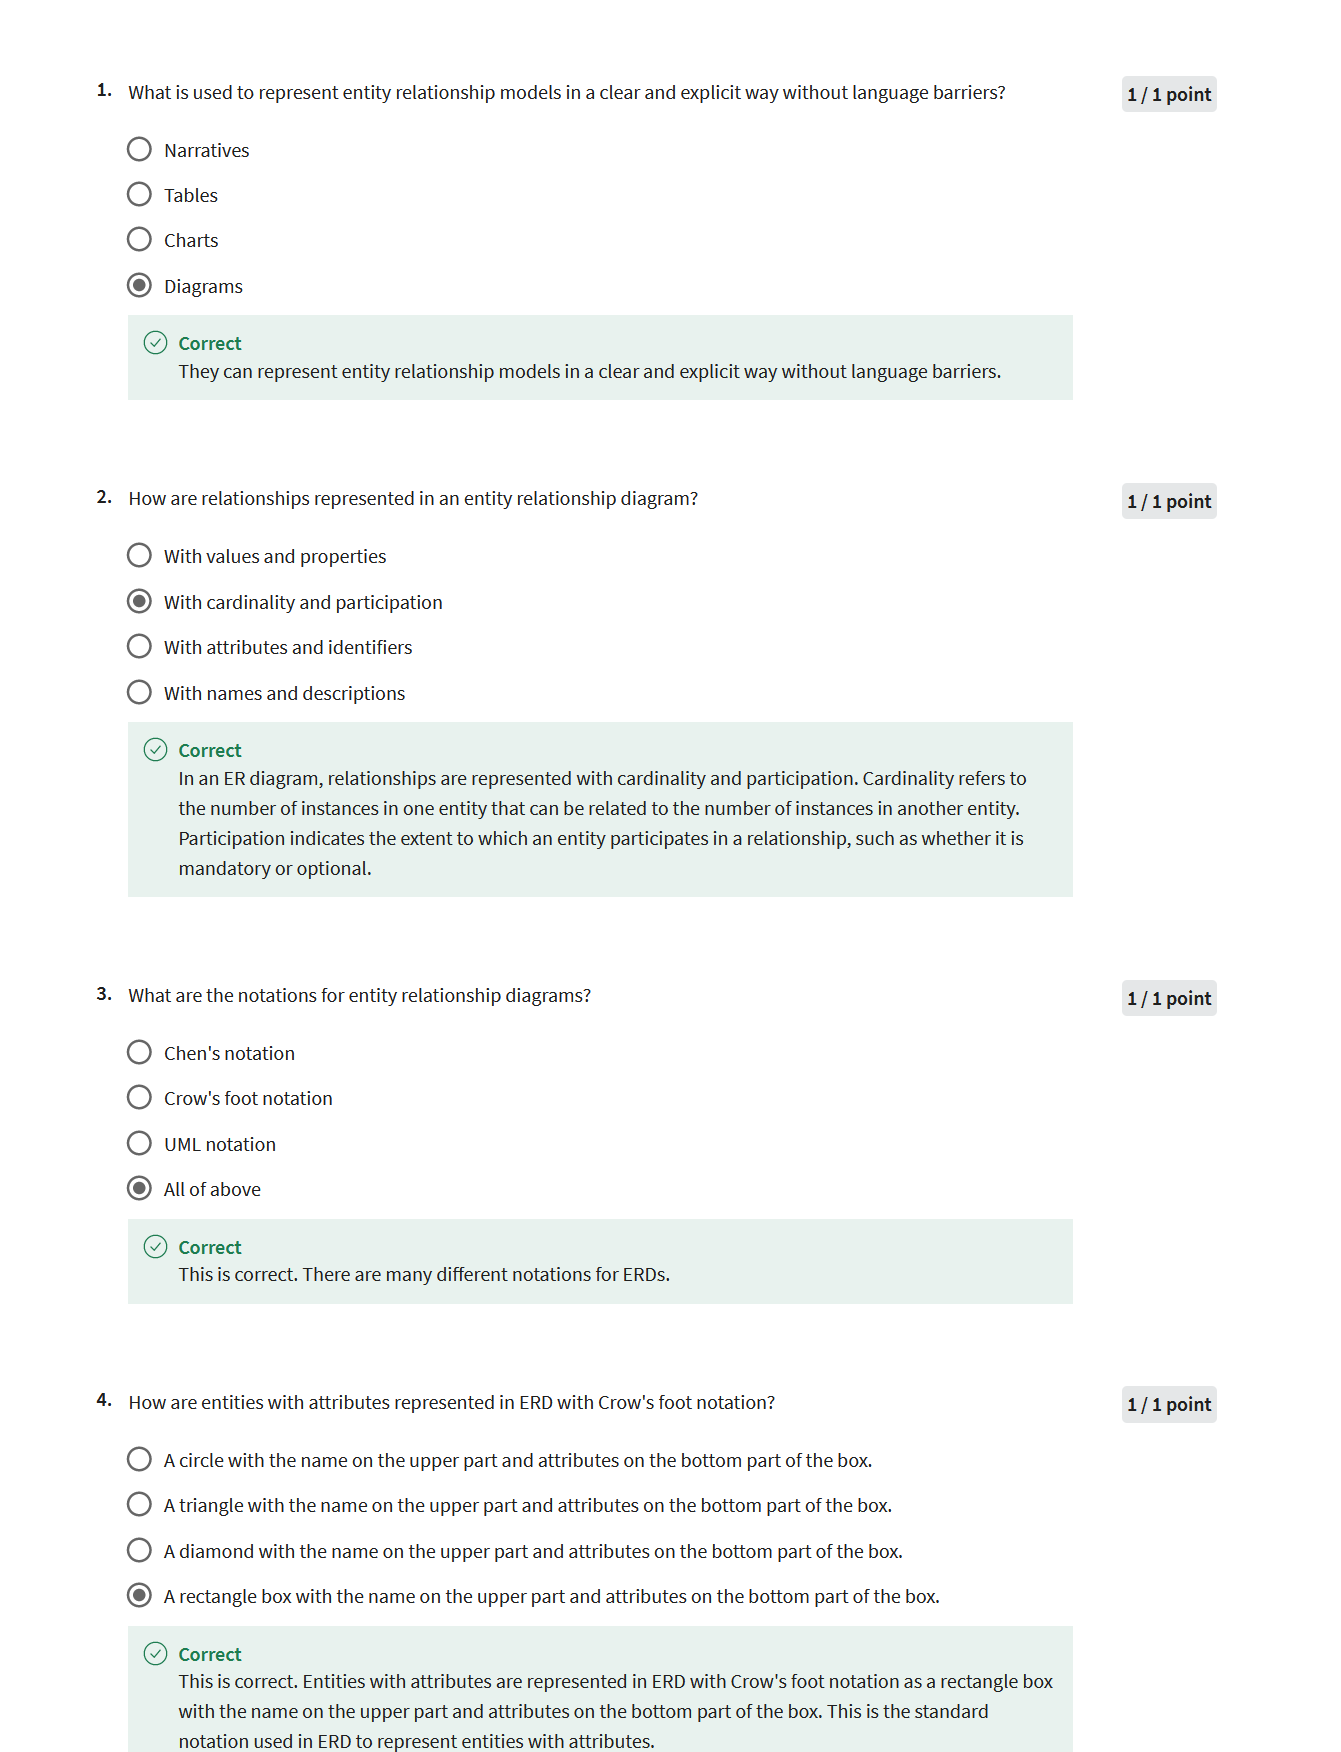 1. What is used to represent entity relationship models in a clear and explicit way without language barriers?
1 / 1 point
Narratives
Tables
Charts
Diagrams
Correct
They can represent entity relationship models in a clear and explicit way without language barriers.
2. How are relationships represented in an entity relationship diagram?
1 / 1 point
With values and properties
With cardinality and participation
With attributes and identifiers
With names and descriptions
Correct
In an ER diagram, relationships are represented with cardinality and participation. Cardinality refers to
the number of instances in one entity that can be related to the number of instances in another entity.
Participation indicates the extent to which an entity participates in a relationship, such as whether it is
mandatory or optional.
3. What are the notations for entity relationship diagrams?
1 / 1 point
Chen's notation
Crow's foot notation
UML notation
All of above
Correct
This is correct. There are many different notations for ERDs.
4. How are entities with attributes represented in ERD with Crow's foot notation?
1 / 1 point
A circle with the name on the upper part and attributes on the bottom part of the box.
A triangle with the name on the upper part and attributes on the bottom part of the box.
A diamond with the name on the upper part and attributes on the bottom part of the box.
A rectangle box with the name on the upper part and attributes on the bottom part of the box.
Correct
This is correct. Entities with attributes are represented in ERD with Crow's foot notation as a rectangle box
with the name on the upper part and attributes on the bottom part of the box. This is the standard
notation used in ERD to represent entities with attributes.